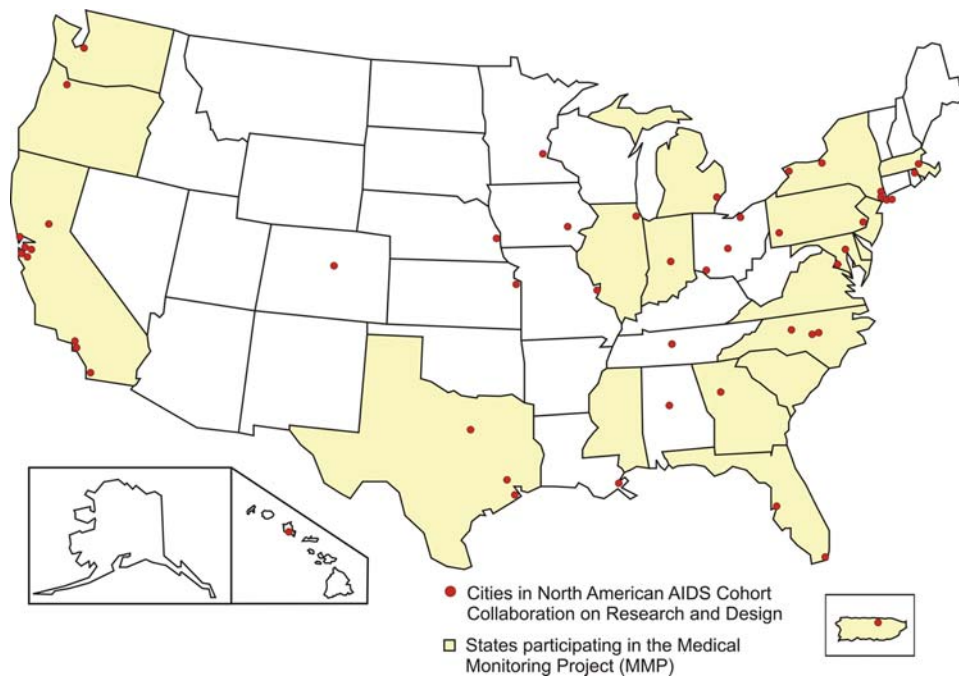 Cities in North American AIDS Cohort
Collaboration on Research and Design
States participating in the Medical
Monitoring Project (MMP)